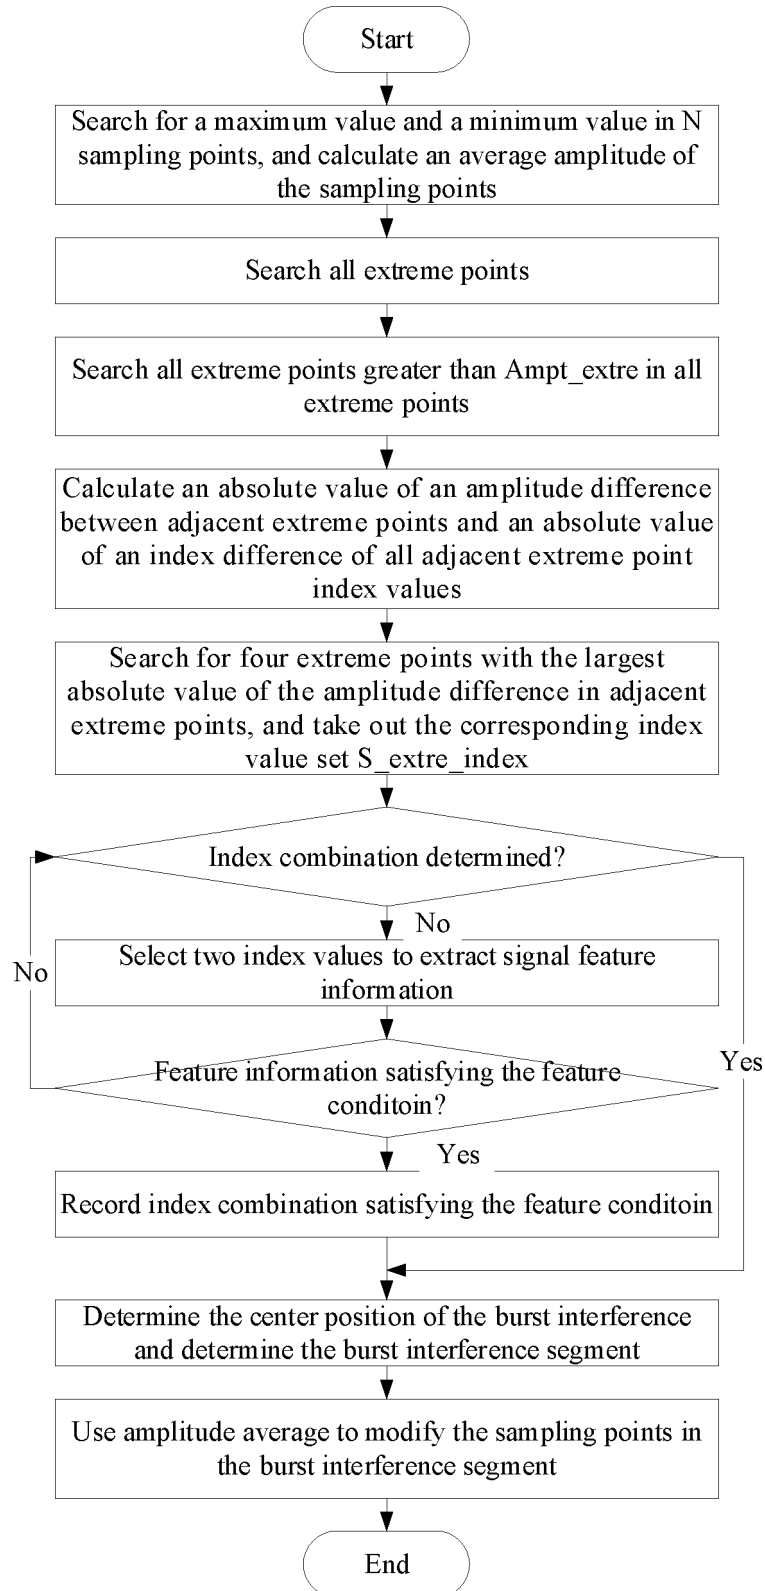 Start
Search for a maximum value and a minimum value in N
sampling points, and calculate an average amplitude of
the sampling points
Search all extreme points
Search all extreme points greater than Ampt_extre in all
extreme points
Calculate an absolute value of an amplitude difference
between adjacent extreme points and an absolute value
of an index difference of all adjacent extreme point
index values
Search for four extreme points with the largest
absolute value of the amplitude difference in adjacent
extreme points, and take out the corresponding index
value set S_extre_index
Index combination determined?
No
Select two index values to extract signal feature
information
No
Feature information satisfying the feature
conditoin?
Yes
Yes
Record index combination satisfying the feature conditoin
Determine the center position of the burst interference
and determine the burst interference segment
Use amplitude average to modify the sampling points in
the burst interference segment
End